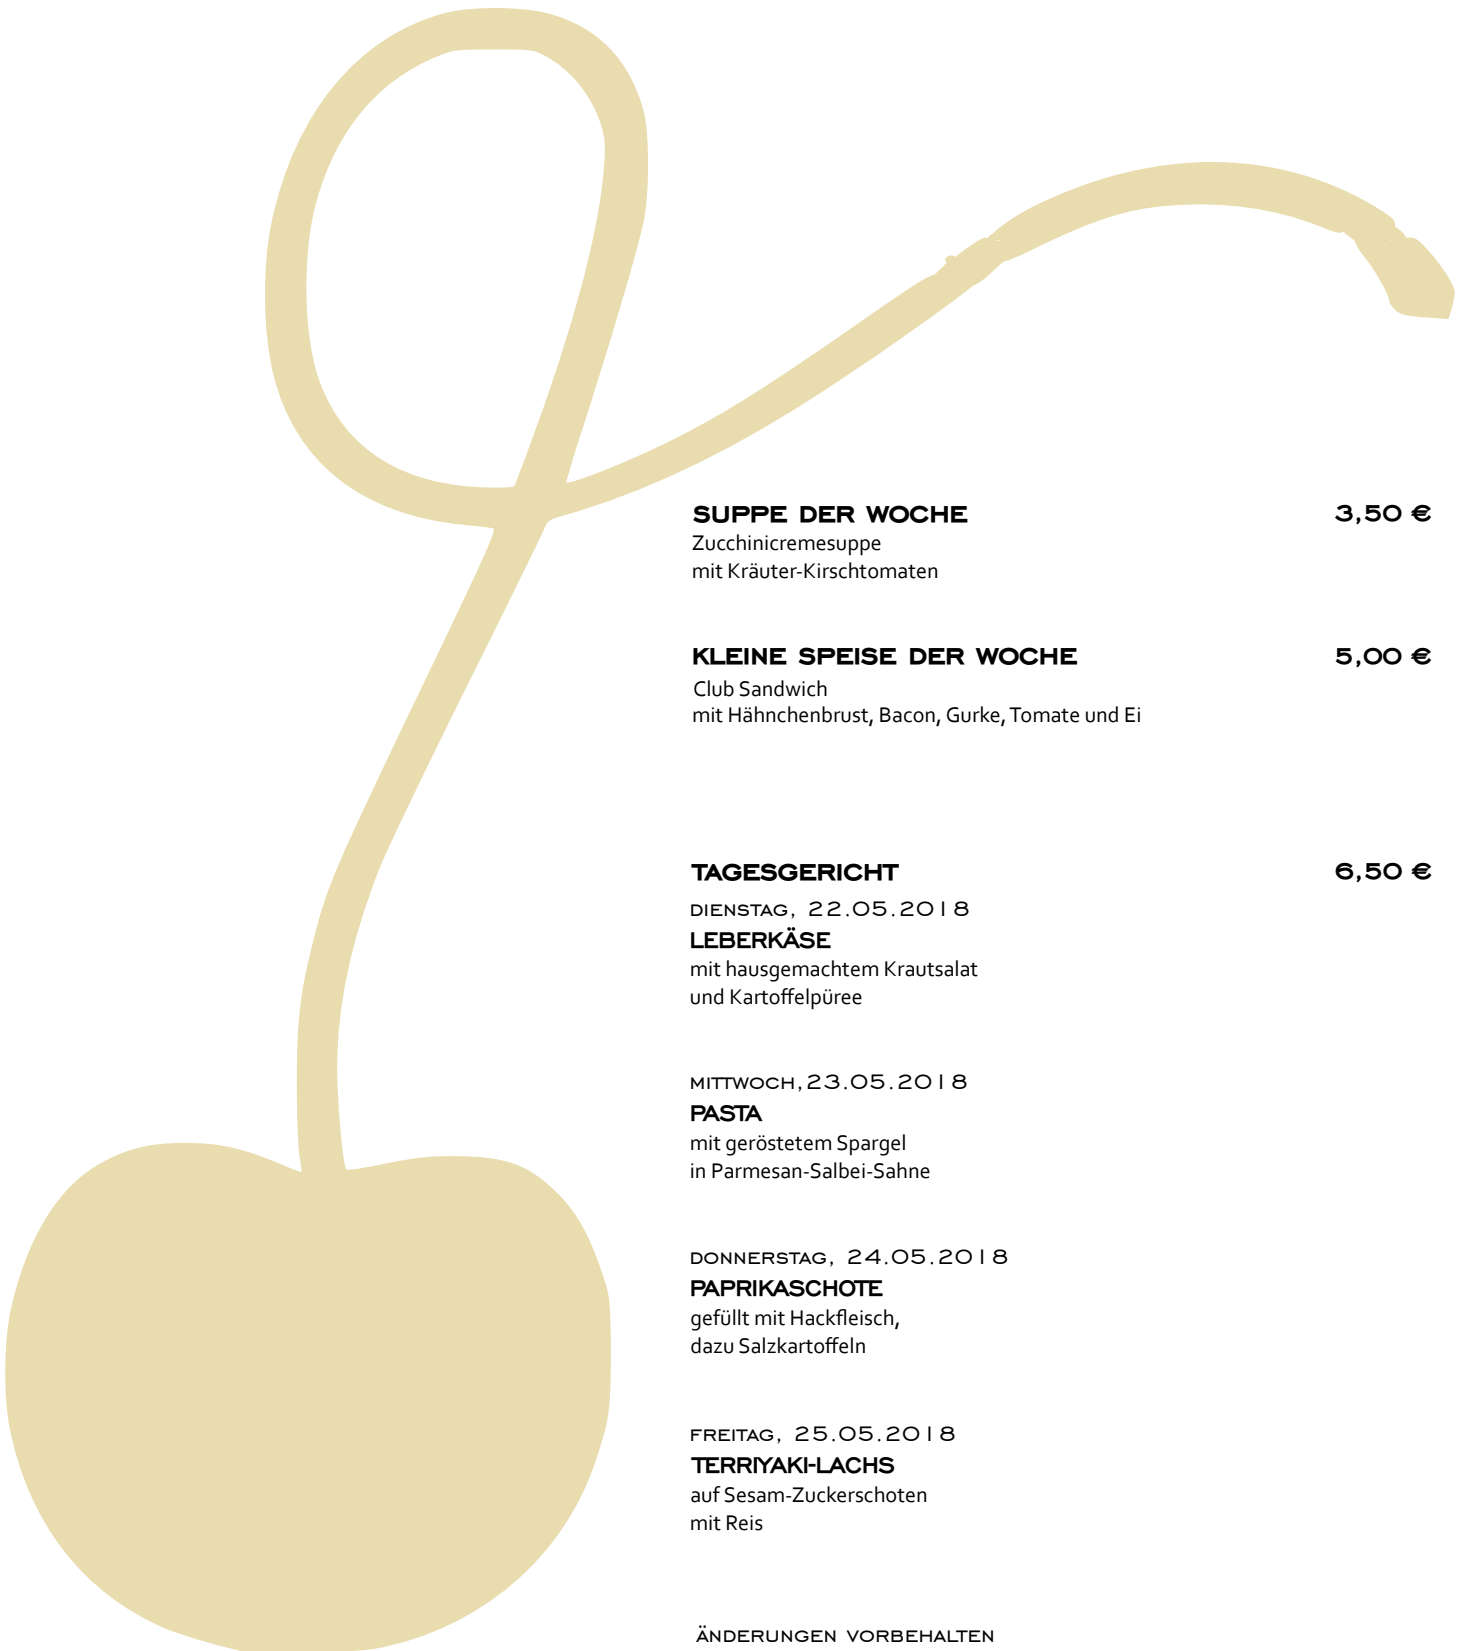 SUPPE DER WOCHE 3,50 €
Zucchinicremesuppe
mit Kräuter-Kirschtomaten
KLEINE SPEISE DER WOCHE 5,00 €
Club Sandwich
mit Hähnchenbrust, Bacon, Gurke, Tomate und Ei
TAGESGERICHT 6,50 €
DIENSTAG, 22.05.2018
LEBERKÄSE
mit hausgemachtem Krautsalat
und Kartoffelpüree
MITTWOCH,23.05.2018
PASTA
mit geröstetem Spargel
in Parmesan-Salbei-Sahne
DONNERSTAG, 24.05.2018
PAPRIKASCHOTE
gefüllt mit Hackfleisch,
dazu Salzkartoffeln
FREITAG, 25.05.2018
TERRIYAKI-LACHS
auf Sesam-Zuckerschoten
mit Reis
ÄNDERUNGEN VORBEHALTEN